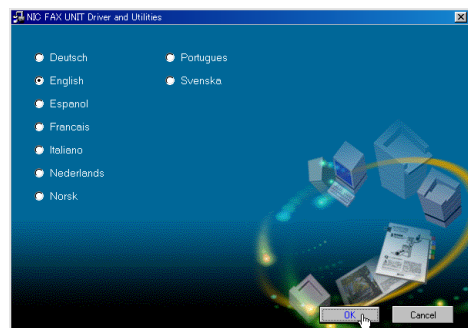 NIC FAX UNIT Driver and Utilities
Deutsch
English
Espanol
Francais
Italiano
Nederlands
Norsk
Portugues
Svenska
OK
Cancel